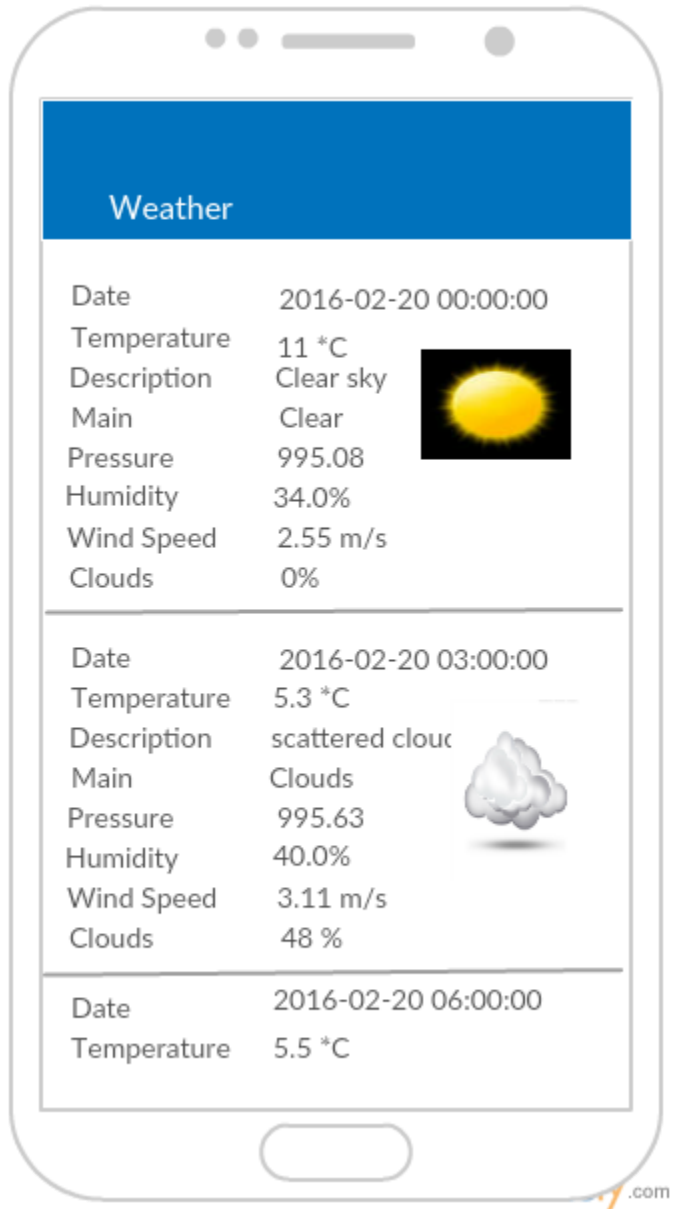 Weather
Date 2016-02-20 00:00:00
Temperature 11 *C
Description Clear sky
Main Clear
Pressure 995.08
Humidity 34.0%
Wind Speed 2.55 m/s
Clouds 0%
Date 2016-02-20 03:00:00
Temperature 5.3 *C
Description scattered
Main Clouds
Pressure 995.63
Humidity 40.0%
Wind Speed 3.11 m/s
Clouds 48 %
Date 2016-02-20 06:00:00
Temperature 5.5 *C
.com